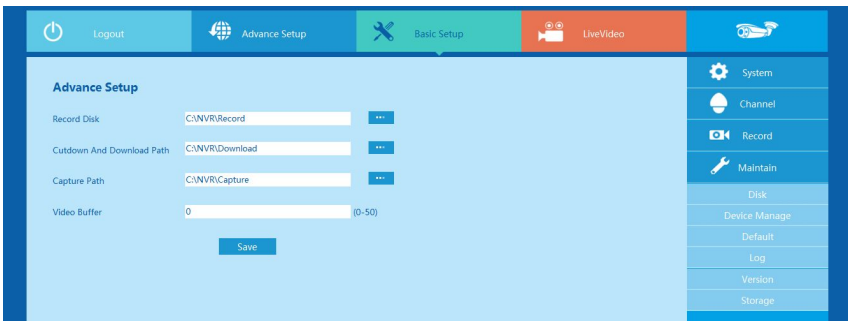 Logout
Advance Setup
Basic Setup
LiveVideo
Advance Setup
Record Disk C:\NVR\Record ...
Cutdown And Download Path C:\NVR\Download ...
Capture Path C:\NVR\Capture ...
Video Buffer 0 (0-50)
Save
System
Channel
Record
Maintain
Disk
Device Manage
Default
Log
Version
Storage